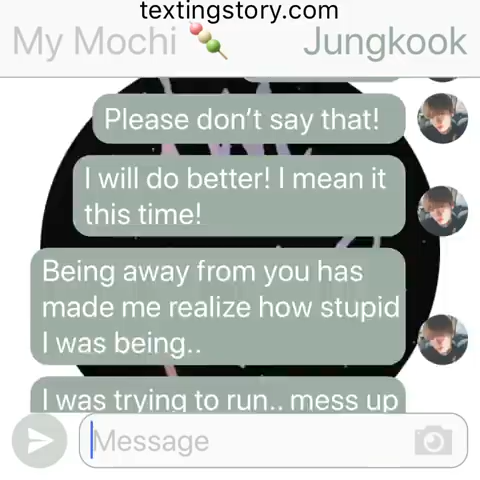 textingstory.com
My Mochi 🍡 Jungkook
Please don’t say that!
I will do better! I mean it
this time!
Being away from you has
made me realize how stupid
I was being..
I was trying to run.. mess up
Message